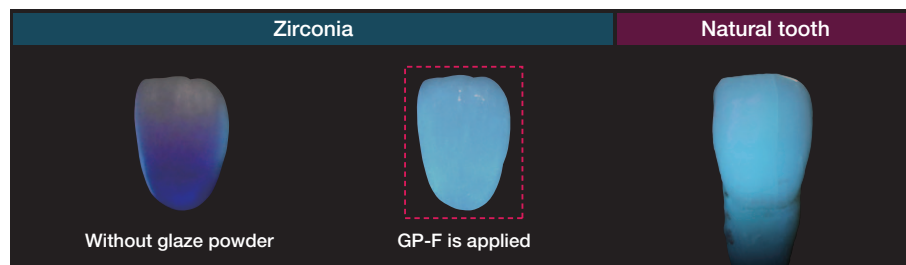 Zirconia
Natural tooth
Without glaze powder
GP-F is applied